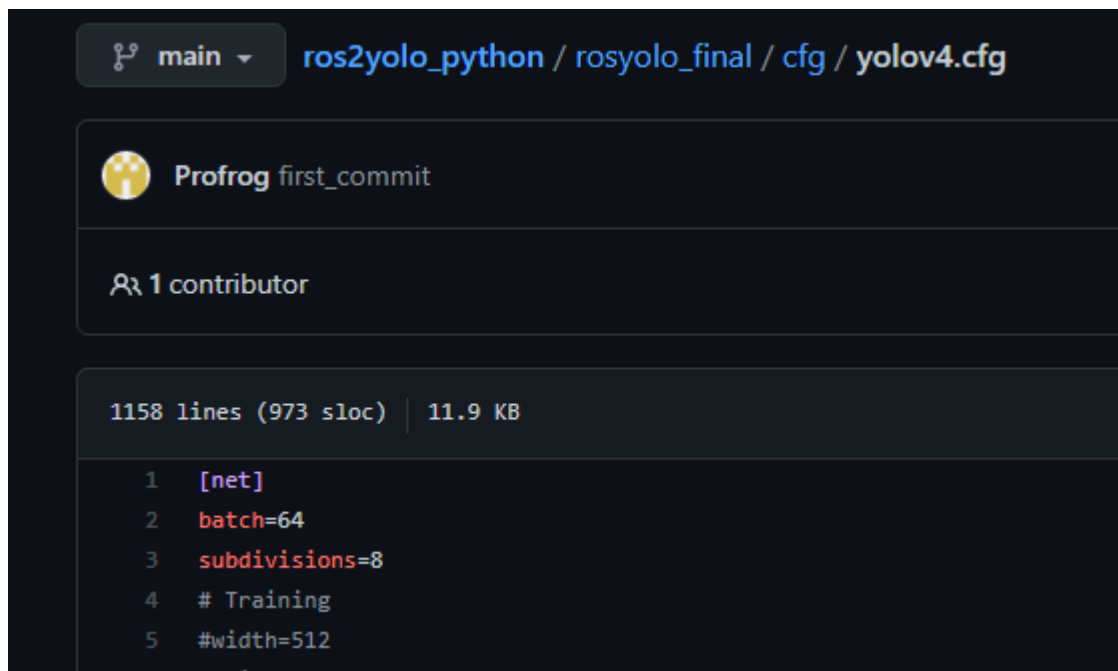 main
ros2yolo_python / rosyolo_final / cfg / yolov4.cfg
Profrog first_commit
1 contributor
1158 lines (973 sloc) 11.9 KB
1 [net]
2 batch=64
3 subdivisions=8
4 # Training
5 #width=512